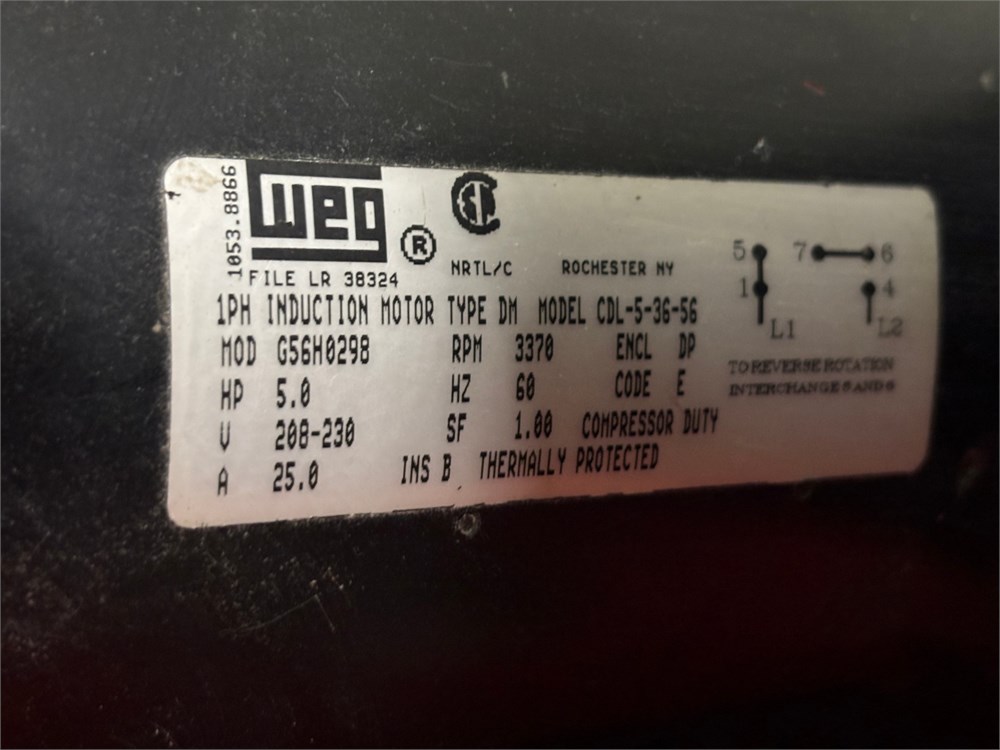 1053.8866
weg ®
FILE LR 38324
NRTL/C ROCHESTER NY
1PH INDUCTION MOTOR TYPE DM MODEL CDL-5-36-56
MOD G56H0298 RPM 3370 ENCL DP
HP 5.0 HZ 60 CODE E
V 208-230 SF 1.00 COMPRESSOR DUTY
A 25.0 INS B THERMALLY PROTECTED
5 7 6
1 4
L1 L2
TO REVERSE ROTATION
INTERCHANGE AND